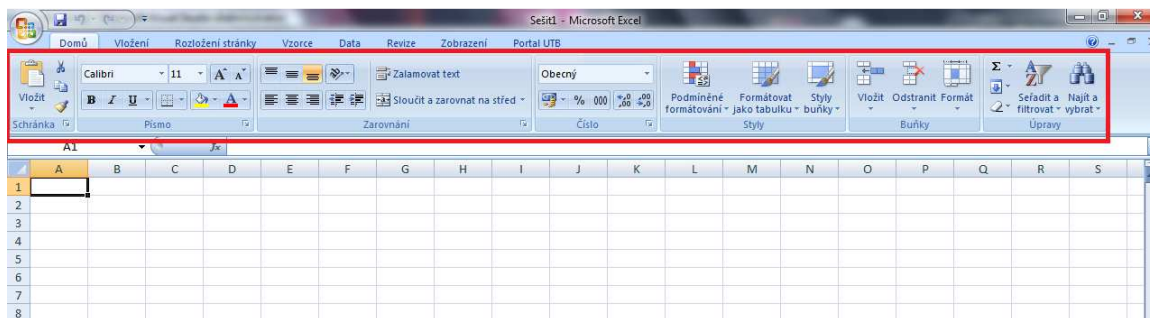 Sešit1 - Microsoft Excel
Domů Vložení Rozložení stránky Vzorce Data Revize Zobrazení Portal UTB
Calibri 11 A A Zalamovat text Obecný Σ
Vložit B I U A Sloučit a zarovnat na střed % 000 ,00 ,0 Podmíněné formátování Formátovat jako tabulku Styly buňky Vložit Odstranit Formát Seřadit a filtrovat Najít a vybrat
Schránka Písmo Zarovnání Číslo Styly Buňky Úpravy
A1 fx
A B C D E F G H I J K L M N O P Q R S
1
2
3
4
5
6
7
8